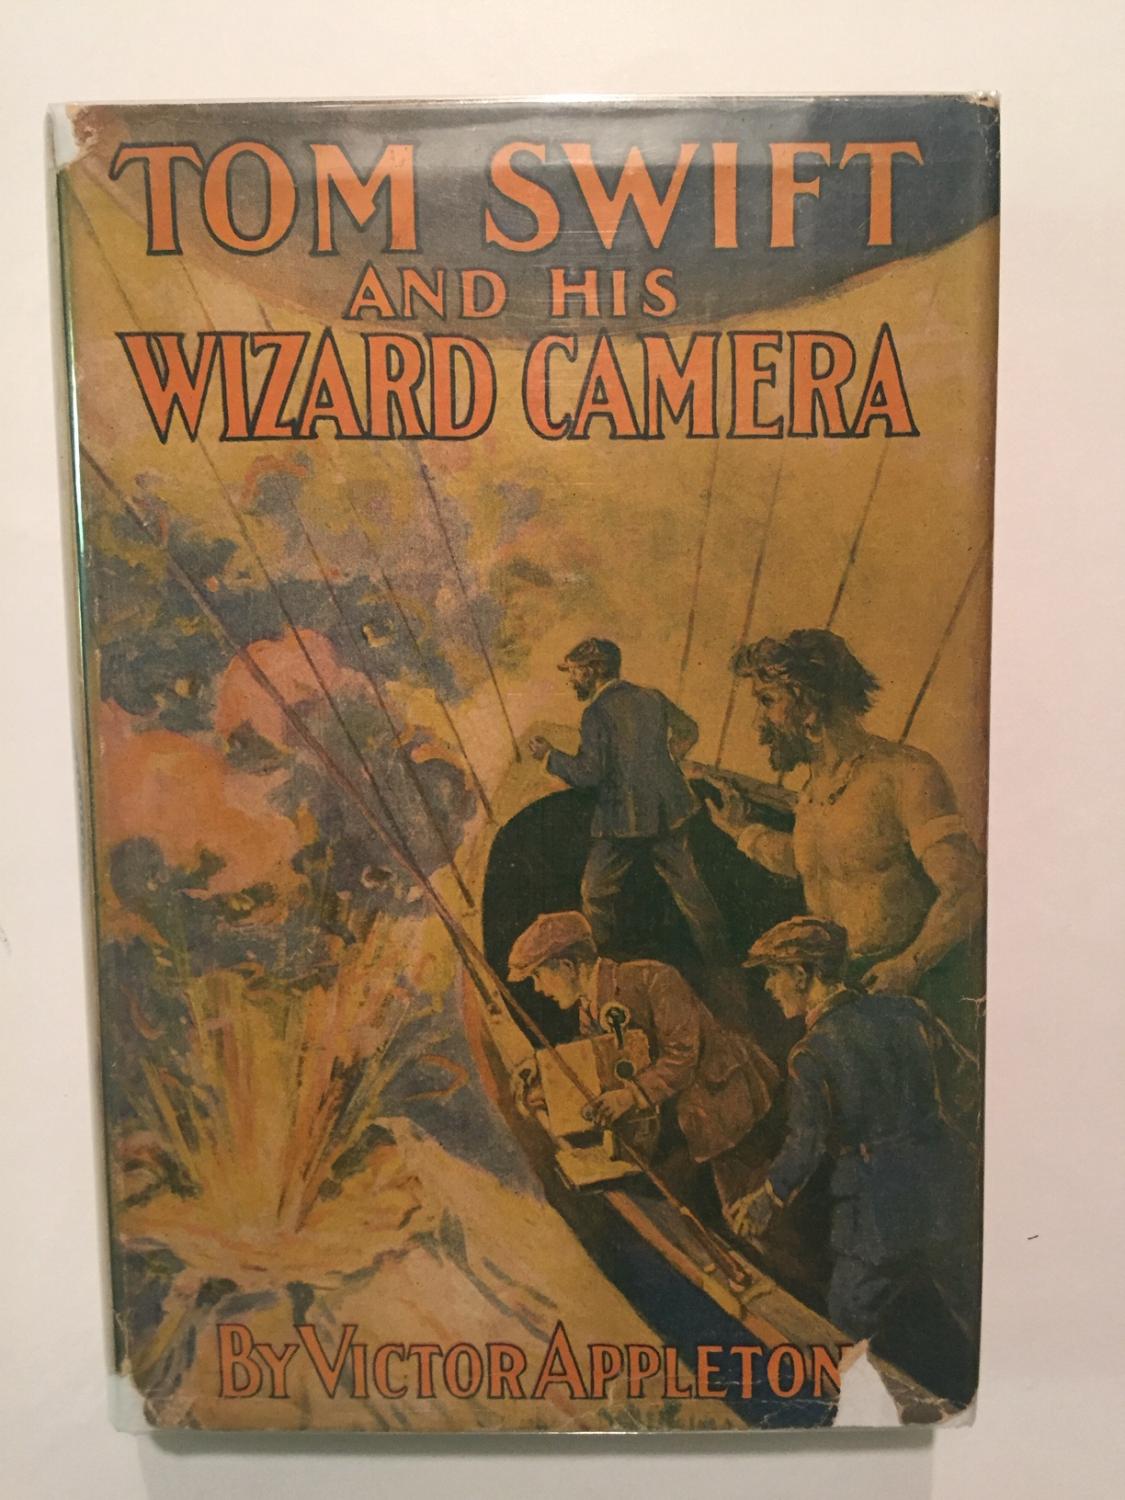 TOM SWIFT
AND HIS
WIZARD CAMERA
BY VICTOR APPLETON